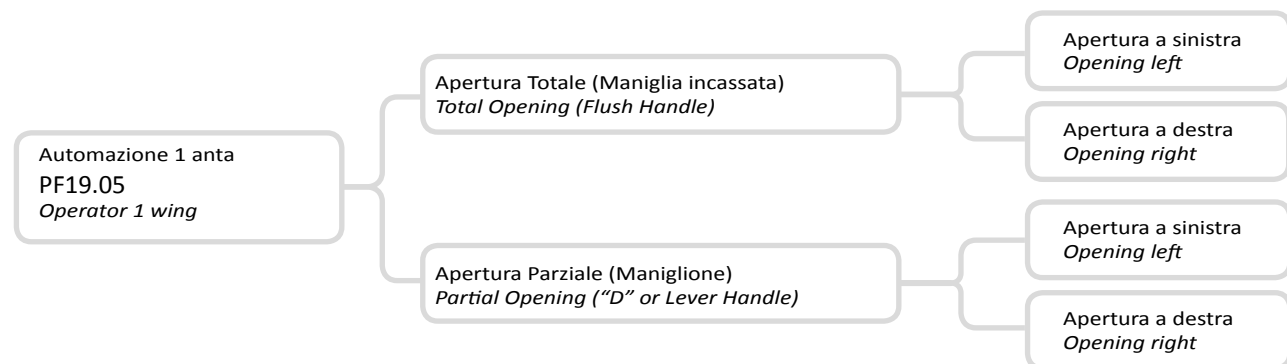 Automazione 1 anta
PF19.05
Operator 1 wing
Apertura Totale (Maniglia incassata)
Total Opening (Flush Handle)
Apertura a sinistra
Opening left
Apertura a destra
Opening right
Apertura Parziale (Maniglione)
Partial Opening (“D” or Lever Handle)
Apertura a sinistra
Opening left
Apertura a destra
Opening right